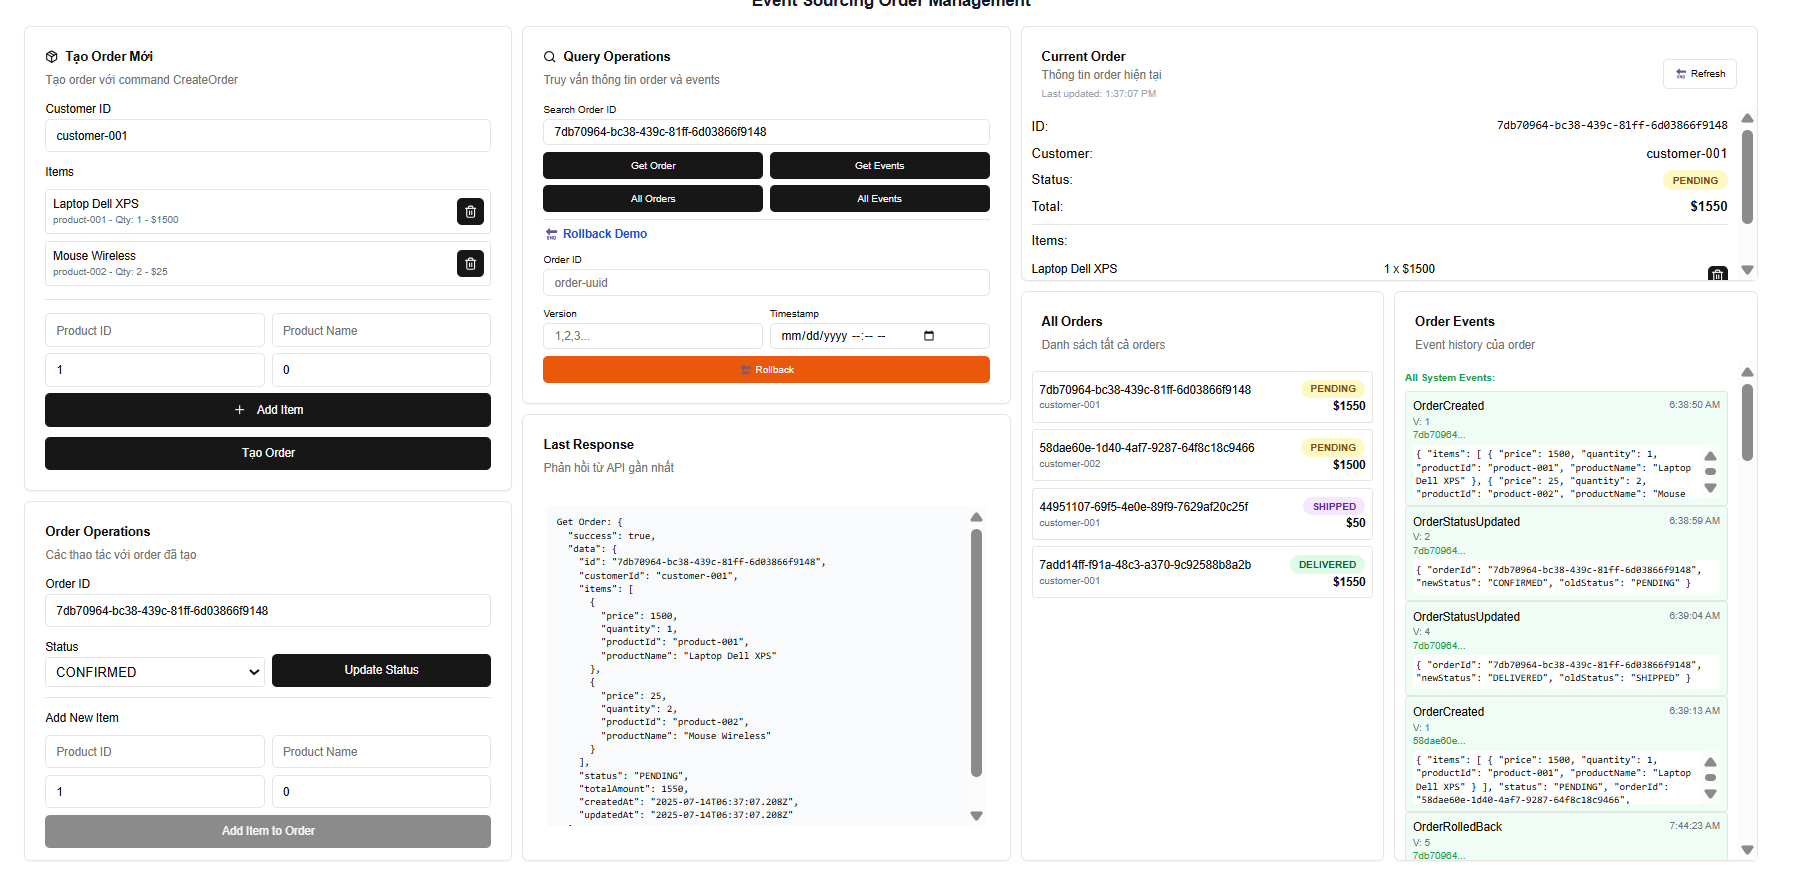 Event Sourcing Order Management
Tạo Order Mới
Tạo order với command CreateOrder
Customer ID
customer-001
Items
Laptop Dell XPS
product-001 - Qty: 1 - $1500
Mouse Wireless
product-002 - Qty: 2 - $25
Product ID
Product Name
1
0
+ Add Item
Tạo Order
Order Operations
Các thao tác với order đã tạo
Order ID
7db70964-bc38-439c-81ff-6d03866f9148
Status
CONFIRMED
Update Status
Add New Item
Product ID
Product Name
1
0
Add Item to Order
Query Operations
Truy vấn thông tin order và events
Search Order ID
7db70964-bc38-439c-81ff-6d03866f9148
Get Order
Get Events
All Orders
All Events
Rollback Demo
Order ID
order-uuid
Version
Timestamp
1,2,3...
mm/dd/yyyy --:-- --
Rollback
Last Response
Phản hồi từ API gần nhất
Get Order: {
"success": true,
"data": {
"id": "7db70964-bc38-439c-81ff-6d03866f9148",
"customerId": "customer-001",
"items": [
{
"price": 1500,
"quantity": 1,
"productId": "product-001",
"productName": "Laptop Dell XPS"
},
{
"price": 25,
"quantity": 2,
"productId": "product-002",
"productName": "Mouse Wireless"
}
],
"status": "PENDING",
"totalAmount": 1550,
"createdAt": "2025-07-14T06:37:07.208Z",
"updatedAt": "2025-07-14T06:37:07.208Z"
Current Order
Thông tin order hiện tại
Last updated: 1:37:07 PM
Refresh
ID: 7db70964-bc38-439c-81ff-6d03866f9148
Customer: customer-001
Status: PENDING
Total: $1550
Items:
Laptop Dell XPS 1 x $1500
All Orders
Danh sách tất cả orders
7db70964-bc38-439c-81ff-6d03866f9148 PENDING
customer-001 $1550
58dae60e-1d40-4af7-9287-64f8c18c9466 PENDING
customer-002 $1500
44951107-69f5-4e0e-89f9-7629af20c25f SHIPPED
customer-001 $50
7add14ff-f91a-48c3-a370-9c92588b8a2b DELIVERED
customer-001 $1550
Order Events
Event history của order
All System Events:
OrderCreated 6:38:50 AM
V: 1
7db70964...
{ "items": [ { "price": 1500, "quantity": 1,
"productId": "product-001", "productName": "Laptop
Dell XPS" }, { "price": 25, "quantity": 2,
"productId": "product-002", "productName": "Mouse
OrderStatusUpdated 6:38:59 AM
V: 2
7db70964...
{ "orderId": "7db70964-bc38-439c-81ff-6d03866f9148",
"newStatus": "CONFIRMED", "oldStatus": "PENDING" }
OrderStatusUpdated 6:39:04 AM
V: 4
7db70964...
{ "orderId": "7db70964-bc38-439c-81ff-6d03866f9148",
"newStatus": "DELIVERED", "oldStatus": "SHIPPED" }
OrderCreated 6:39:13 AM
V: 1
58dae60e...
{ "items": [ { "price": 1500, "quantity": 1,
"productId": "product-001", "productName": "Laptop
Dell XPS" } ], "status": "PENDING", "orderId":
"58dae60e-1d40-4af7-9287-64f8c18c9466",
OrderRolledBack 7:44:23 AM
V: 5
7db70964...